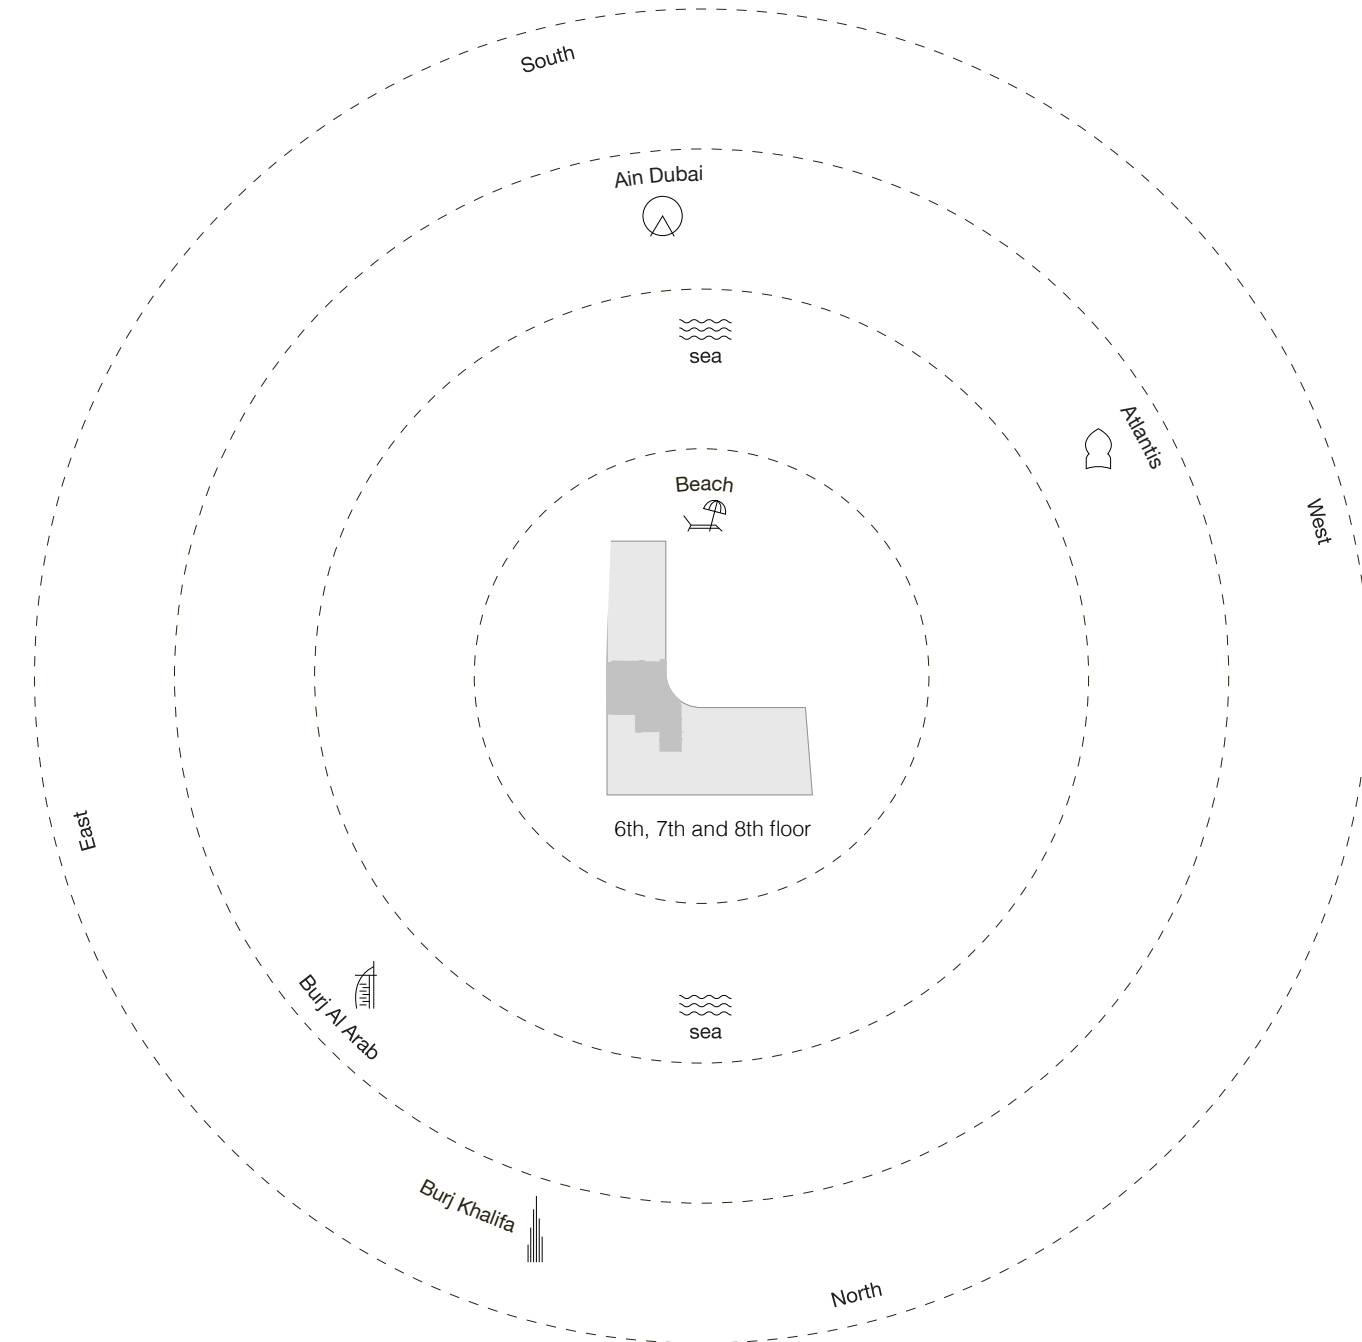 South
Ain Dubai
sea
Atlantis
Beach
West
6th, 7th and 8th floor
East
Burj Al Arab
sea
Burj Khalifa
North